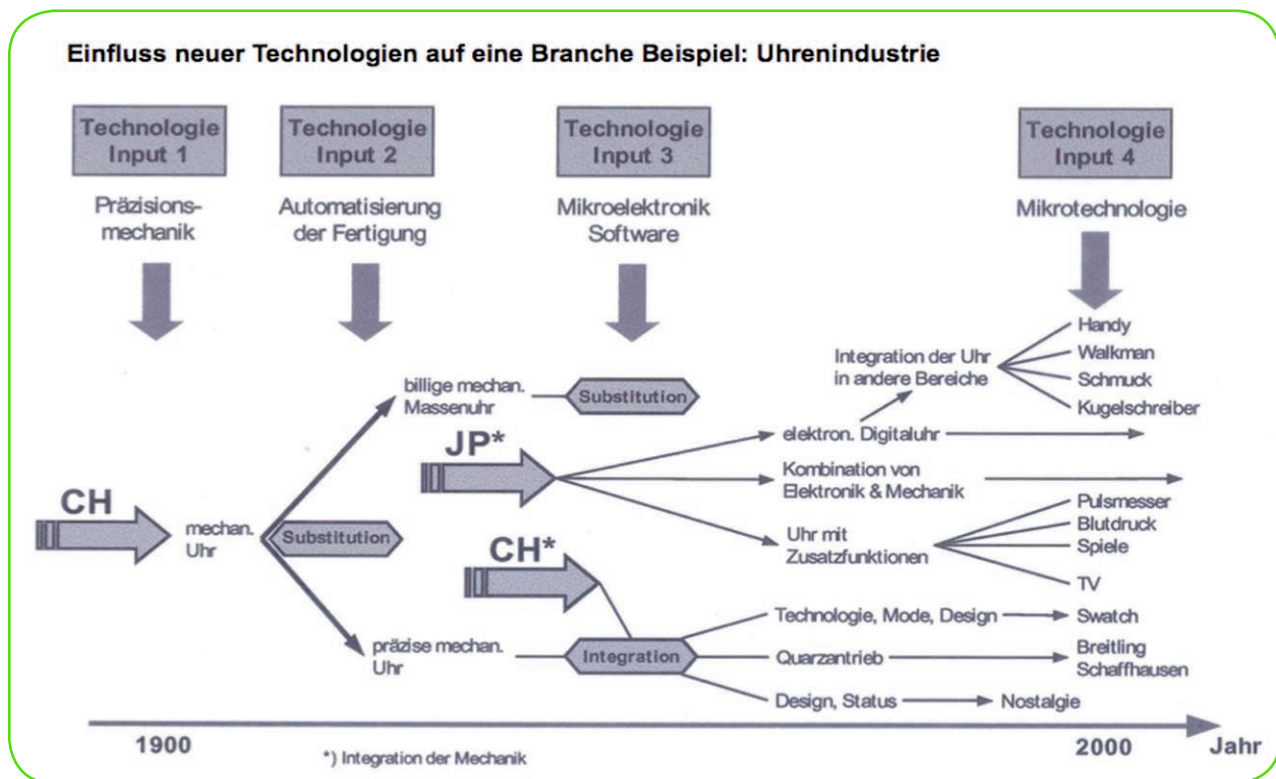 Einfluss neuer Technologien auf eine Branche Beispiel: Uhrenindustrie
Technologie
Input 1
Technologie
Input 2
Technologie
Input 3
Technologie
Input 4
Präzisions-
mechanik
Automatisierung
der Fertigung
Mikroelektronik
Software
Mikrotechnologie
CH
mechan.
Uhr
Substitution
billige mechan.
Massenuhr
Substitution
JP*
CH*
präzise mechan.
Uhr
Integration
Integration der Uhr
in andere Bereiche
Handy
Walkman
Schmuck
Kugelschreiber
elektron. Digitaluhr
Kombination von
Elektronik & Mechanik
Uhr mit
Zusatzfunktionen
Pulsmesser
Blutdruck
Spiele
TV
Technologie, Mode, Design
Swatch
Quarzantrieb
Breitling
Schaffhausen
Design, Status
Nostalgie
1900
*) Integration der Mechanik
2000
Jahr